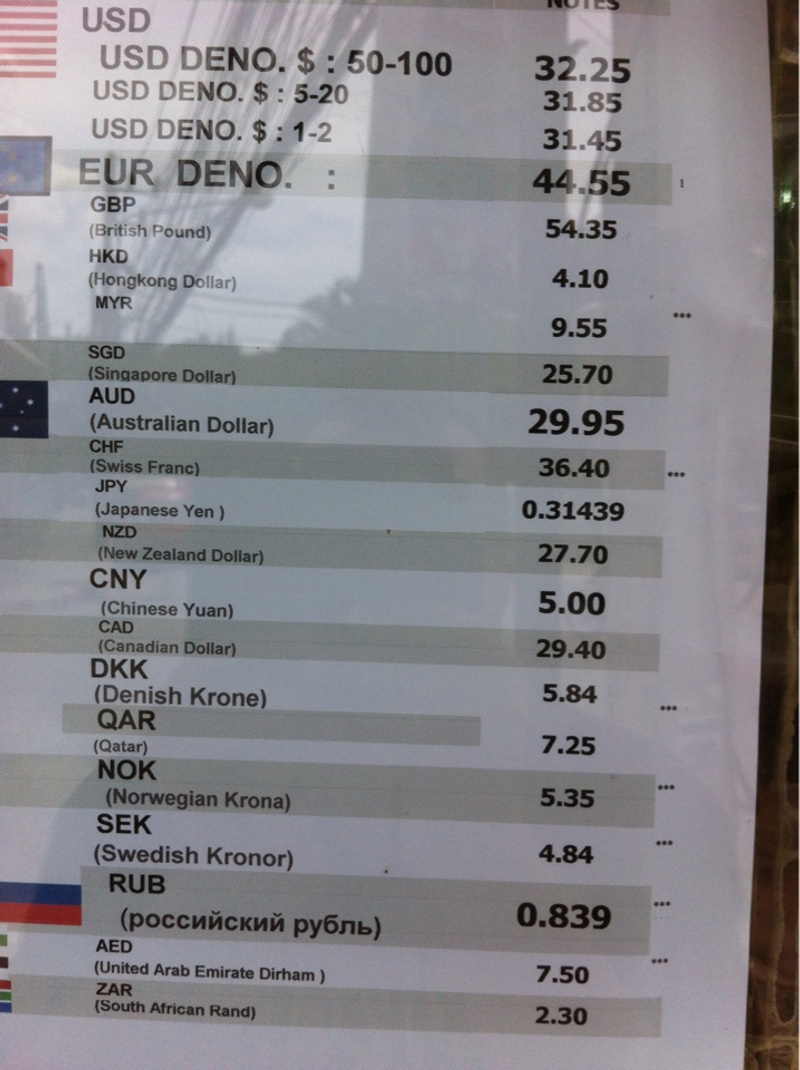 NOTES
USD
USD DENO. $ : 50-100 32.25
USD DENO. $ : 5-20 31.85
USD DENO. $ : 1-2 31.45
EUR DENO. : 44.55 1
GBP
(British Pound) 54.35
HKD
(Hongkong Dollar) 4.10
MYR
***
9.55
SGD
(Singapore Dollar) 25.70
AUD
(Australian Dollar) 29.95
CHF
(Swiss Franc) 36.40 ***
JPY
(Japanese Yen ) 0.31439
NZD
(New Zealand Dollar) 27.70
CNY
(Chinese Yuan) 5.00
CAD
(Canadian Dollar) 29.40
DKK
(Denish Krone) 5.84
***
QAR
(Qatar) 7.25
NOK
***
(Norwegian Krona) 5.35
SEK
***
(Swedish Kronor) 4.84
RUB
***
(российский рубль) 0.839
AED
***
(United Arab Emirate Dirham ) 7.50
ZAR
(South African Rand) 2.30